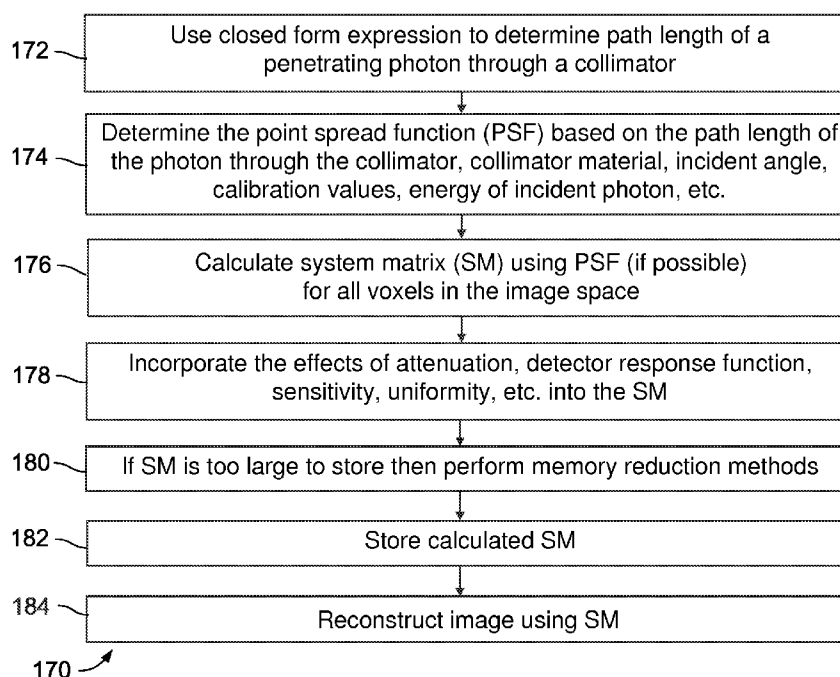 172
Use closed form expression to determine path length of a
penetrating photon through a collimator
174
Determine the point spread function (PSF) based on the path length of
the photon through the collimator, collimator material, incident angle,
calibration values, energy of incident photon, etc.
176
Calculate system matrix (SM) using PSF (if possible)
for all voxels in the image space
178
Incorporate the effects of attenuation, detector response function,
sensitivity, uniformity, etc. into the SM
180
If SM is too large to store then perform memory reduction methods
182
Store calculated SM
184
Reconstruct image using SM
170